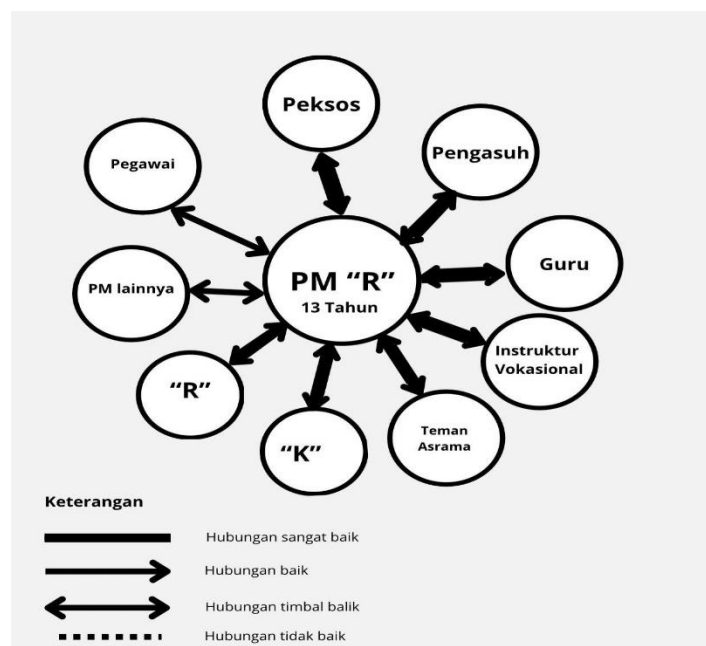 Peksos
Pengasuh
Pegawai
Guru
PM “R”
13 Tahun
PM lainnya
Instruktur
Vokasional
“R”
Teman
Asrama
“K”
Keterangan
Hubungan sangat baik
Hubungan baik
Hubungan timbal balik
Hubungan tidak baik